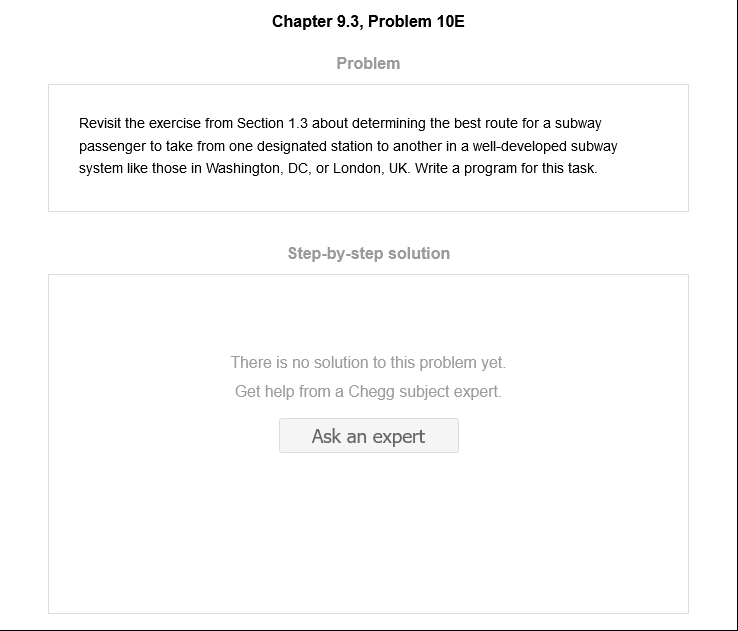 Chapter 9.3, Problem 10E
Problem
Revisit the exercise from Section 1.3 about determining the best route for a subway
passenger to take from one designated station to another in a well-developed subway
system like those in Washington, DC, or London, UK. Write a program for this task.
Step-by-step solution
There is no solution to this problem yet.
Get help from a Chegg subject expert.
Ask an expert